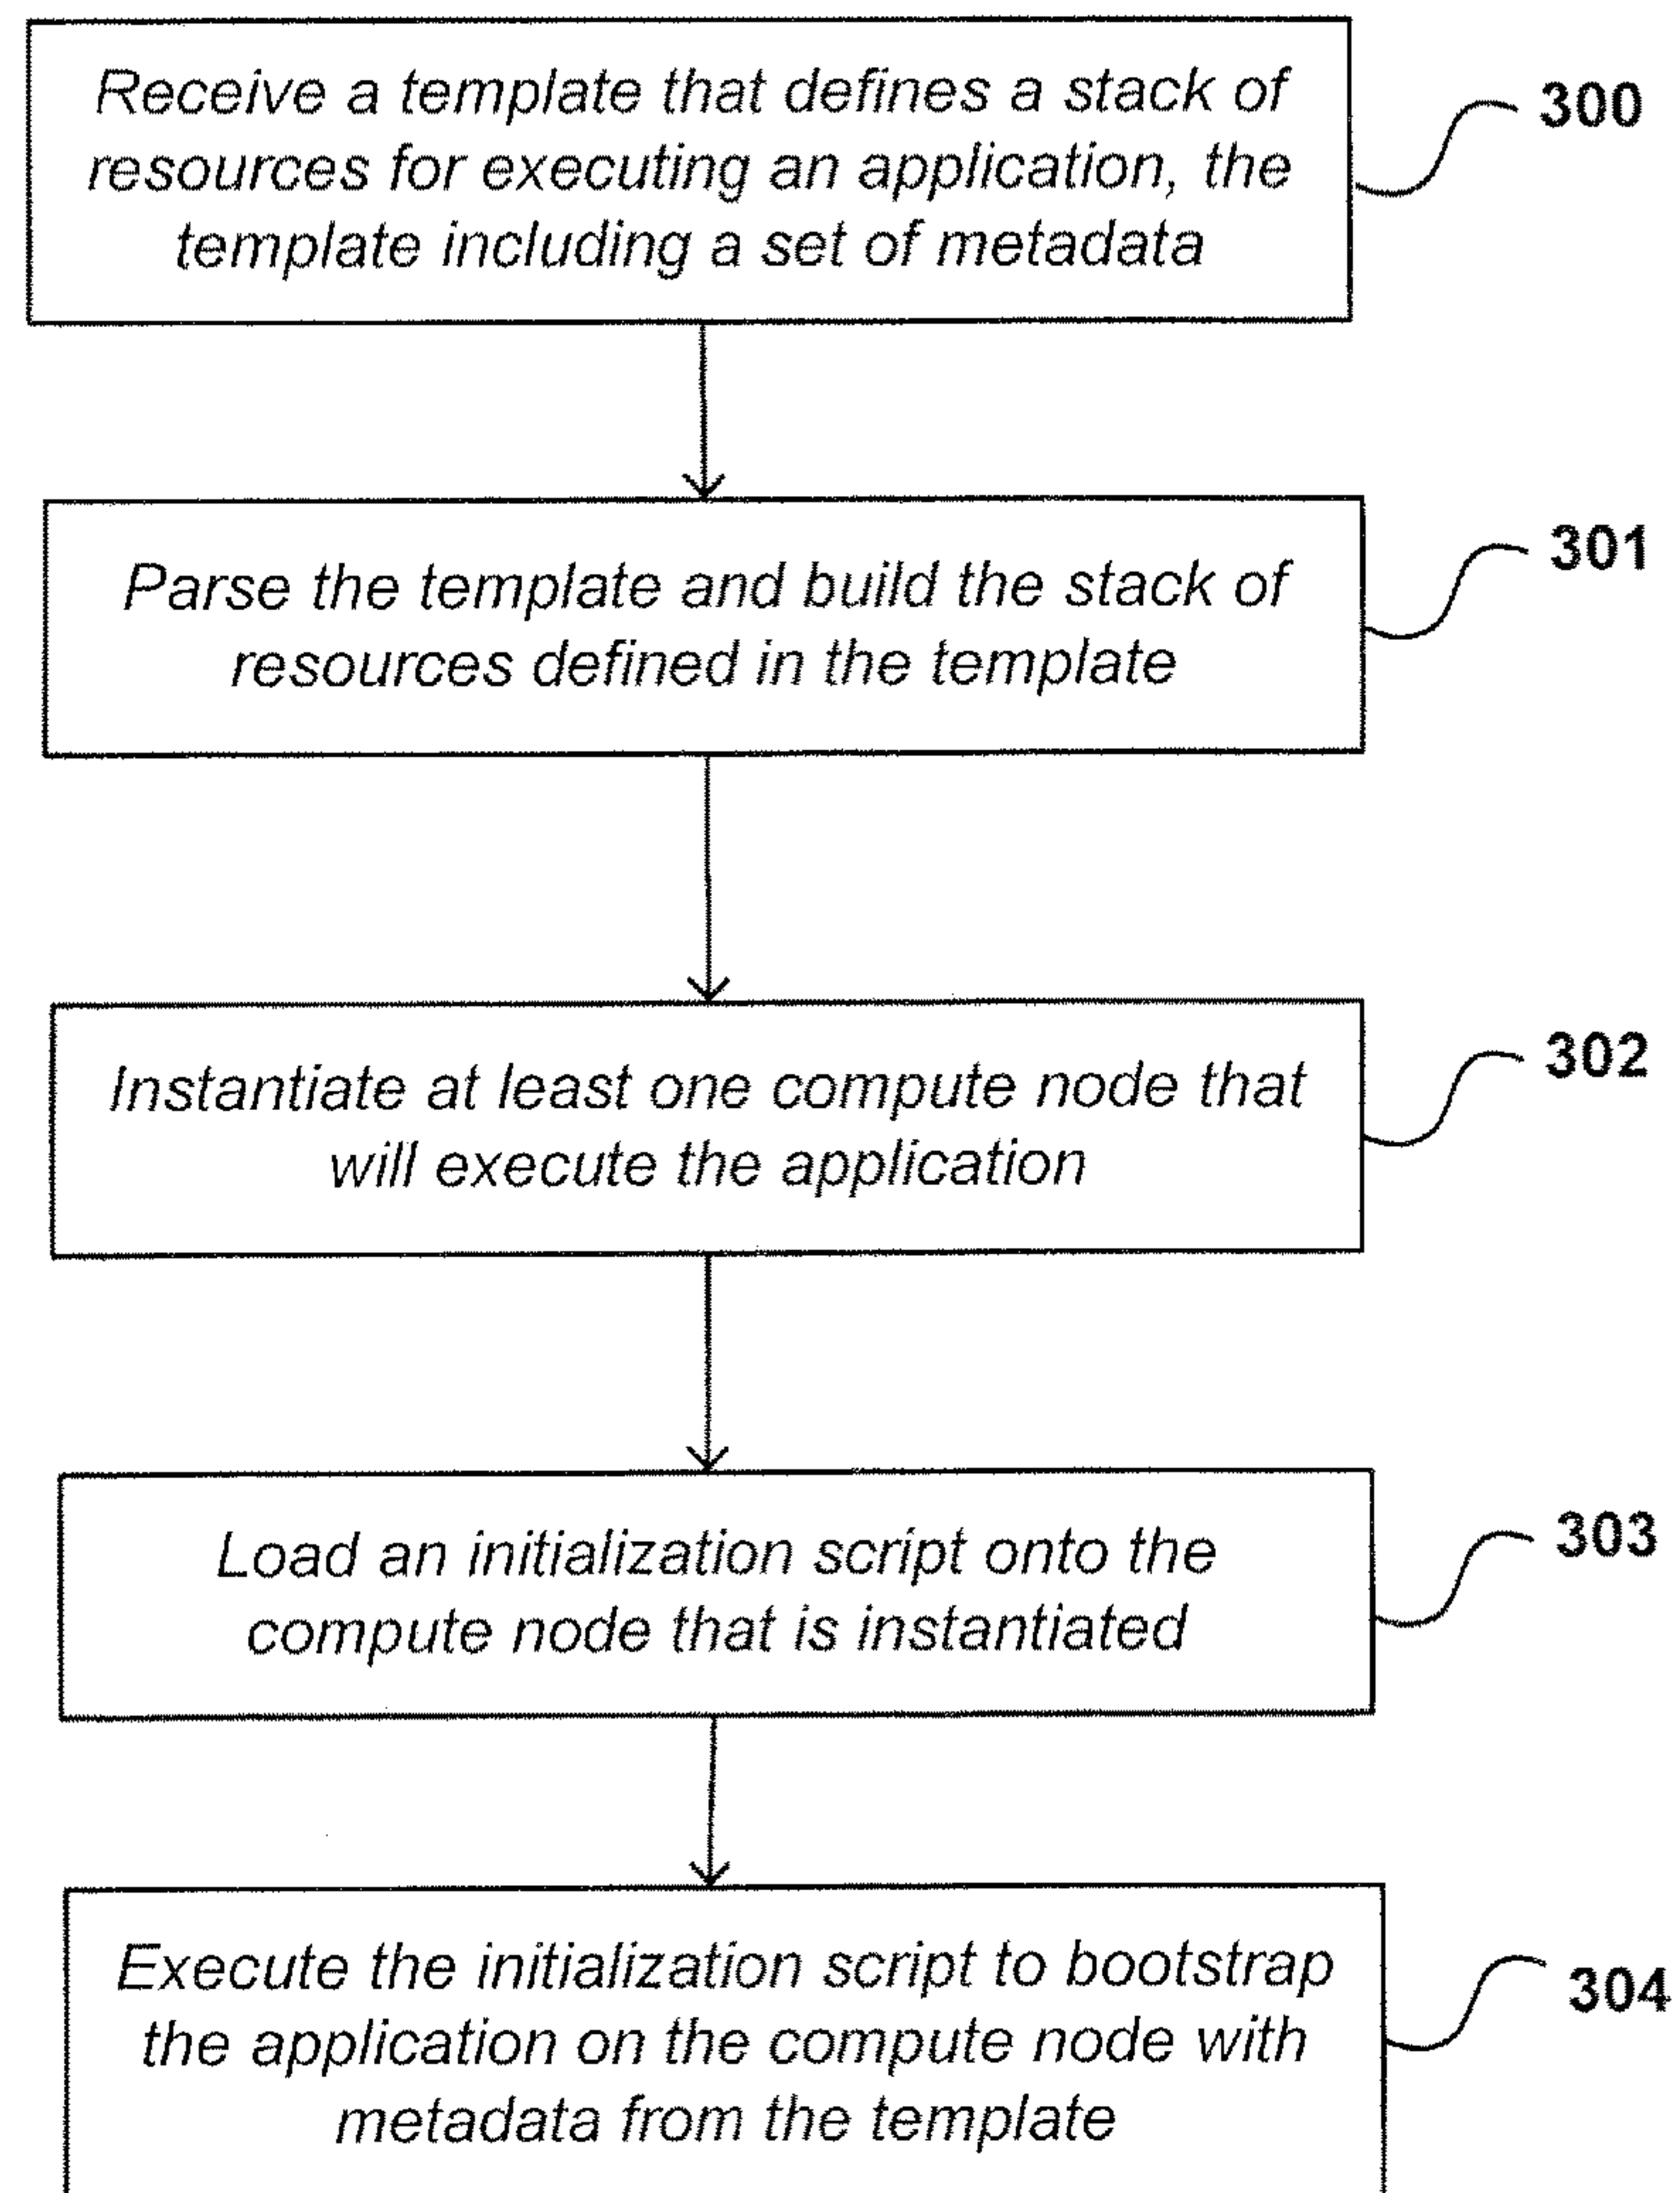 Receive a template that defines a stack of
resources for executing an application, the
template including a set of metadata
300
Parse the template and build the stack of
resources defined in the template
301
Instantiate at least one compute node that
will execute the application
302
Load an initialization script onto the
compute node that is instantiated
303
Execute the initialization script to bootstrap
the application on the compute node with
metadata from the template
304